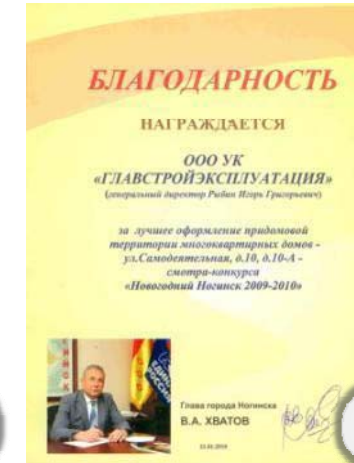 БЛАГОДАРНОСТЬ
НАГРАЖДАЕТСЯ
ООО УК
«ГЛАВСТРОЙЭКСПЛУАТАЦИЯ»
(генеральный директор Рыбин Игорь Григорьевич)
за лучшее оформление придомовой
территории многоквартирных домов -
ул.Самодеятельная, д.10, д.10-А -
смотра-конкурса
«Новогодний Ногинск 2009-2010»
Глава города Ногинска
В.А. ХВАТОВ